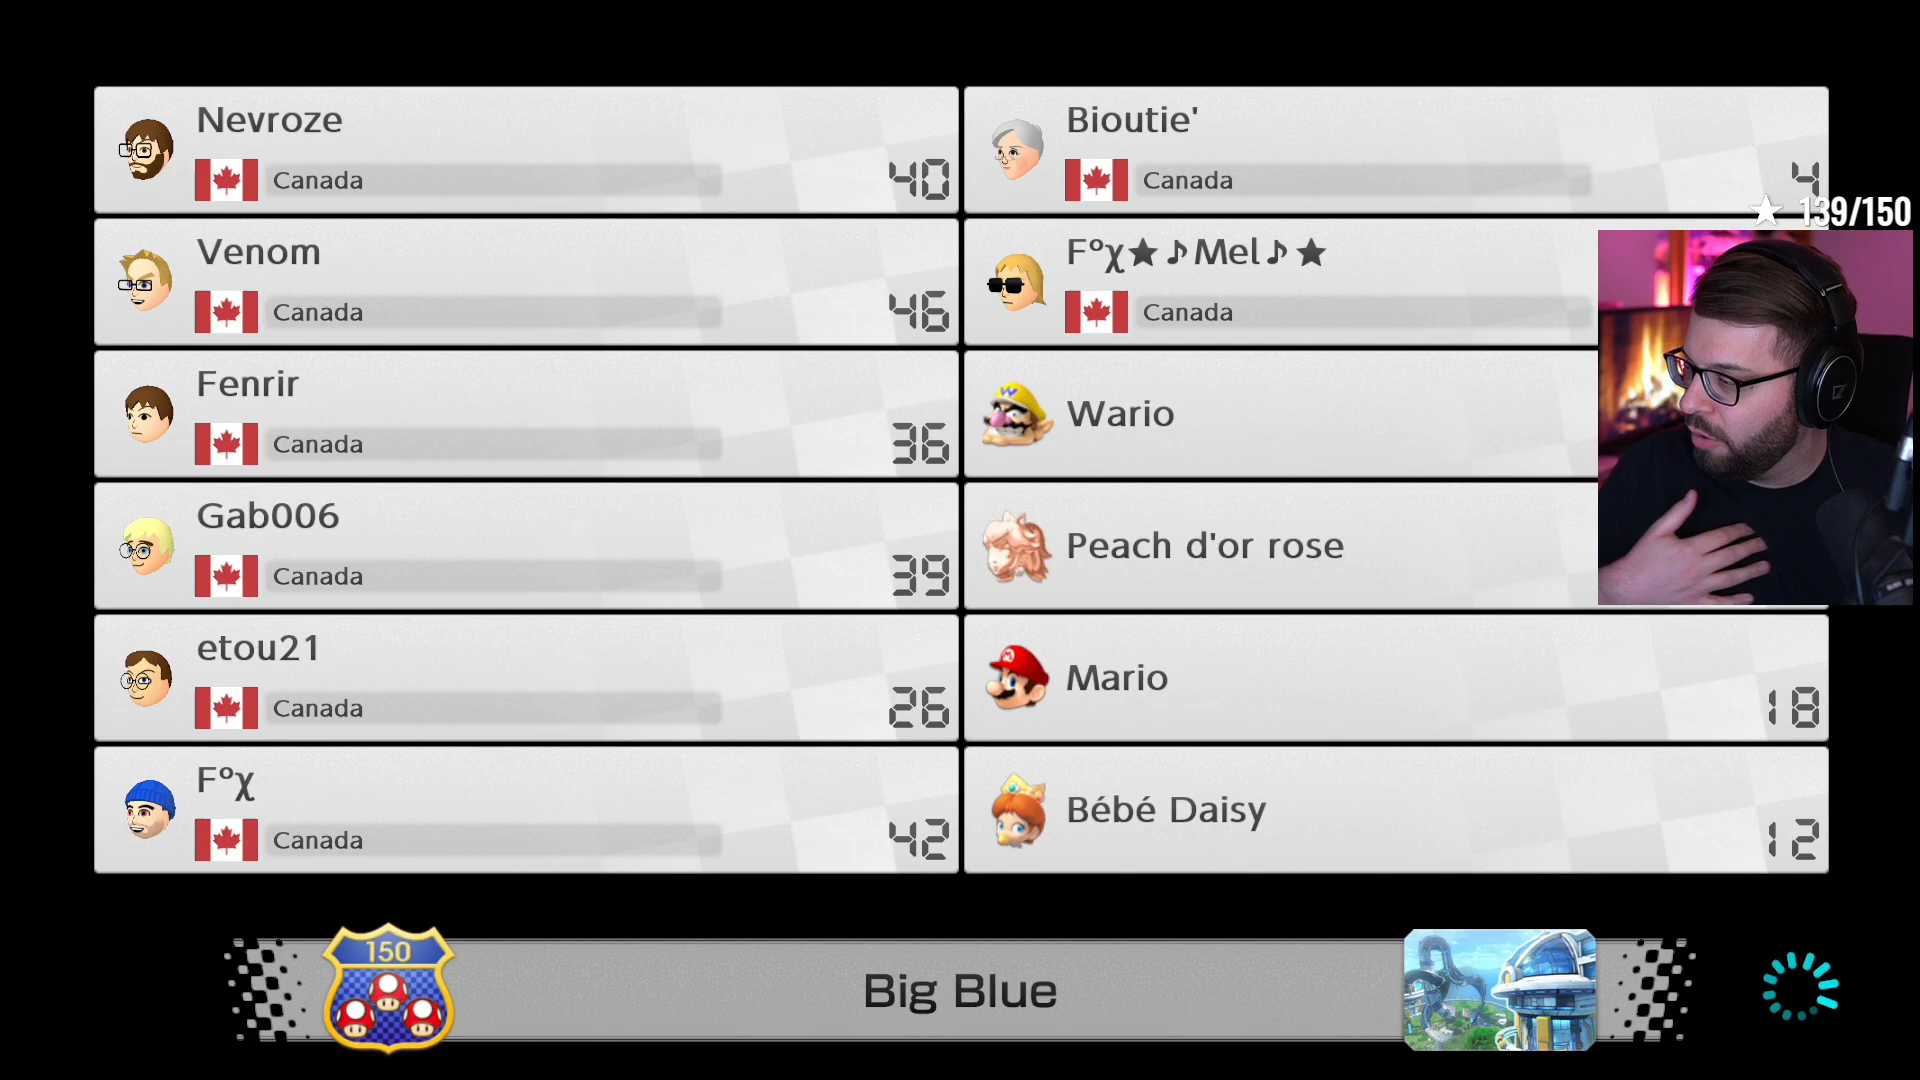 Nevroze
Canada
40
Venom
Canada
46
Fenrir
Canada
36
Gab006
Canada
39
etou21
Canada
26
F°χ
Canada
42
Bioutie'
Canada
4
★ 139/150
F°χ★♪Mel♪★
Canada
Wario
Peach d'or rose
Mario
18
Bébé Daisy
12
150
Big Blue